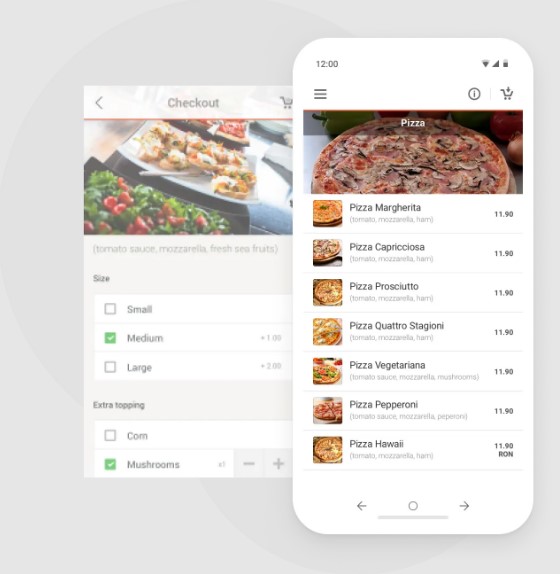 Checkout
(tomato sauce, mozzarella, fresh sea fruits)
Size
Small
Medium
+ 1.00
Large
+ 2.00
Extra topping
Corn
Mushrooms
x1
12:00
Pizza
Pizza Margherita
(tomato, mozzarella, ham)
11.90
Pizza Capricciosa
(tomato, mozzarella, ham)
11.90
Pizza Prosciutto
(tomato, mozzarella, ham)
11.90
Pizza Quattro Stagioni
(tomato, mozzarella, ham)
11.90
Pizza Vegetariana
(tomato sauce, mozzarella, mushrooms)
11.90
Pizza Pepperoni
(tomato sauce, mozzarella, peperoni)
11.90
Pizza Hawaii
(tomato, mozzarella, ham)
11.90
RON